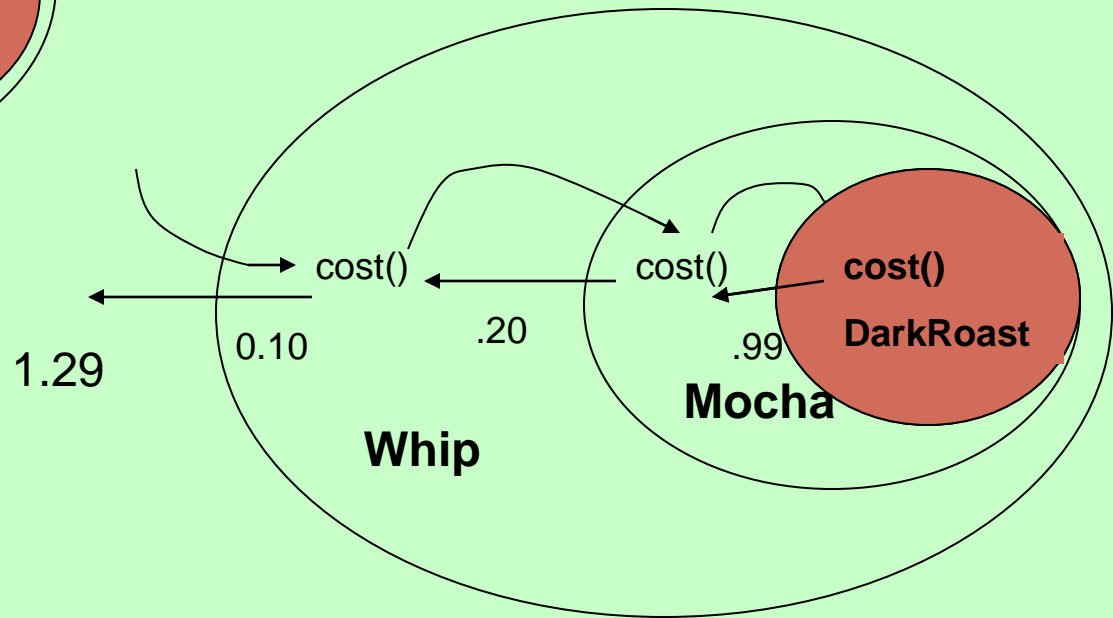 cost() cost() cost()
0.10 .20 .99 DarkRoast
1.29
Mocha
Whip